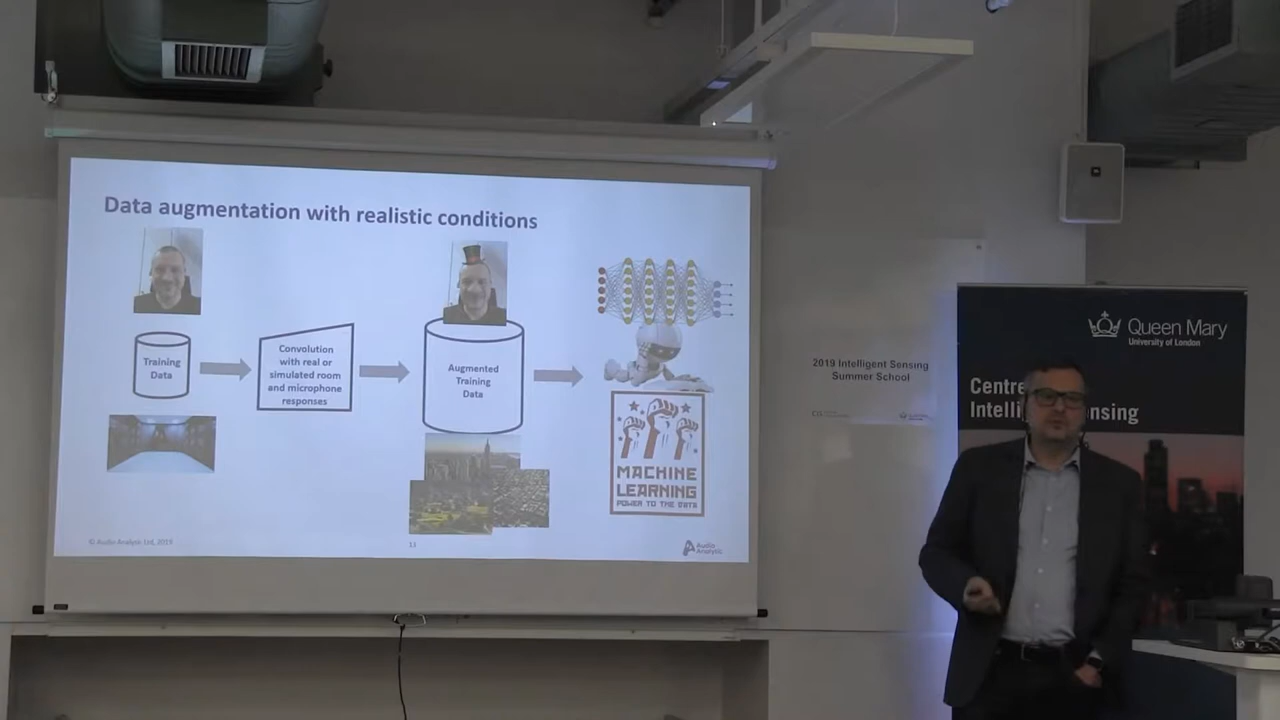 Data augmentation with realistic conditions
Training
Data
Convolution
with real or
simulated room
and microphone
responses
Augmented
Training
Data
MACHINE
LEARNING
POWER TO THE DATA
© Audio Analytic Ltd, 2019
13
Audio
Analytic
2019 Intelligent Sensing
Summer School
Queen Mary
University of London
Centre
Intelli
nsing